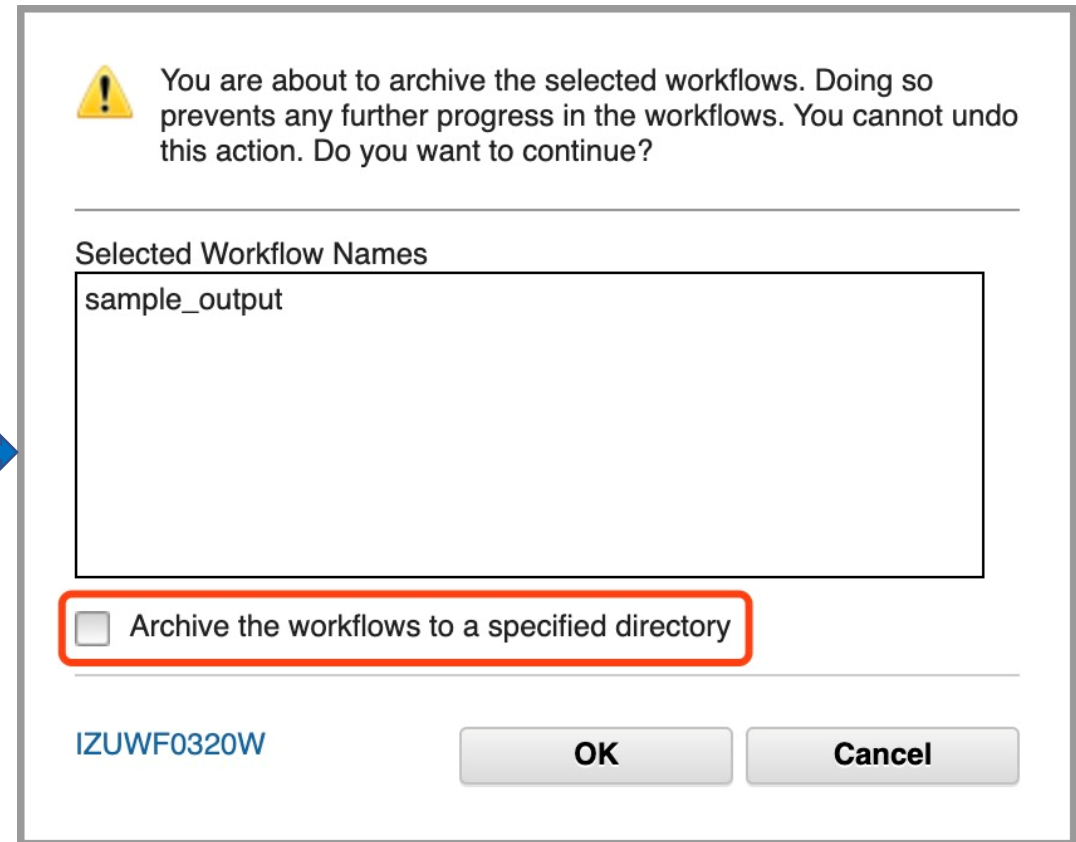 You are about to archive the selected workflows. Doing so
prevents any further progress in the workflows. You cannot undo
this action. Do you want to continue?
Selected Workflow Names
sample_output
Archive the workflows to a specified directory
IZUWF0320W
OK
Cancel